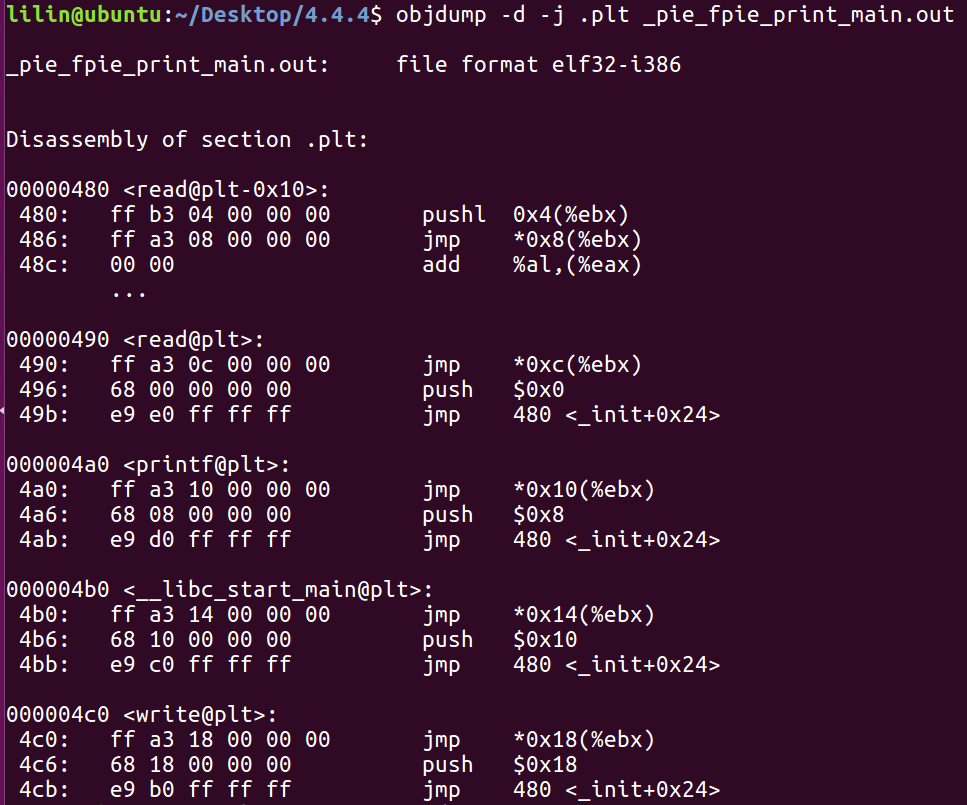 lilin@ubuntu:~/Desktop/4.4.4$ objdump -d -j .plt _pie_fpie_print_main.out
_pie_fpie_print_main.out:     file format elf32-i386
Disassembly of section .plt:
00000480 <read@plt-0x10>:
 480:   ff b3 04 00 00 00       pushl  0x4(%ebx)
 486:   ff a3 08 00 00 00       jmp    *0x8(%ebx)
 48c:   00 00                   add    %al,(%eax)
        ...
00000490 <read@plt>:
 490:   ff a3 0c 00 00 00       jmp    *0xc(%ebx)
 496:   68 00 00 00 00          push   $0x0
 49b:   e9 e0 ff ff ff          jmp    480 <_init+0x24>
000004a0 <printf@plt>:
 4a0:   ff a3 10 00 00 00       jmp    *0x10(%ebx)
 4a6:   68 08 00 00 00          push   $0x8
 4ab:   e9 d0 ff ff ff          jmp    480 <_init+0x24>
000004b0 <__libc_start_main@plt>:
 4b0:   ff a3 14 00 00 00       jmp    *0x14(%ebx)
 4b6:   68 10 00 00 00          push   $0x10
 4bb:   e9 c0 ff ff ff          jmp    480 <_init+0x24>
000004c0 <write@plt>:
 4c0:   ff a3 18 00 00 00       jmp    *0x18(%ebx)
 4c6:   68 18 00 00 00          push   $0x18
 4cb:   e9 b0 ff ff ff          jmp    480 <_init+0x24>